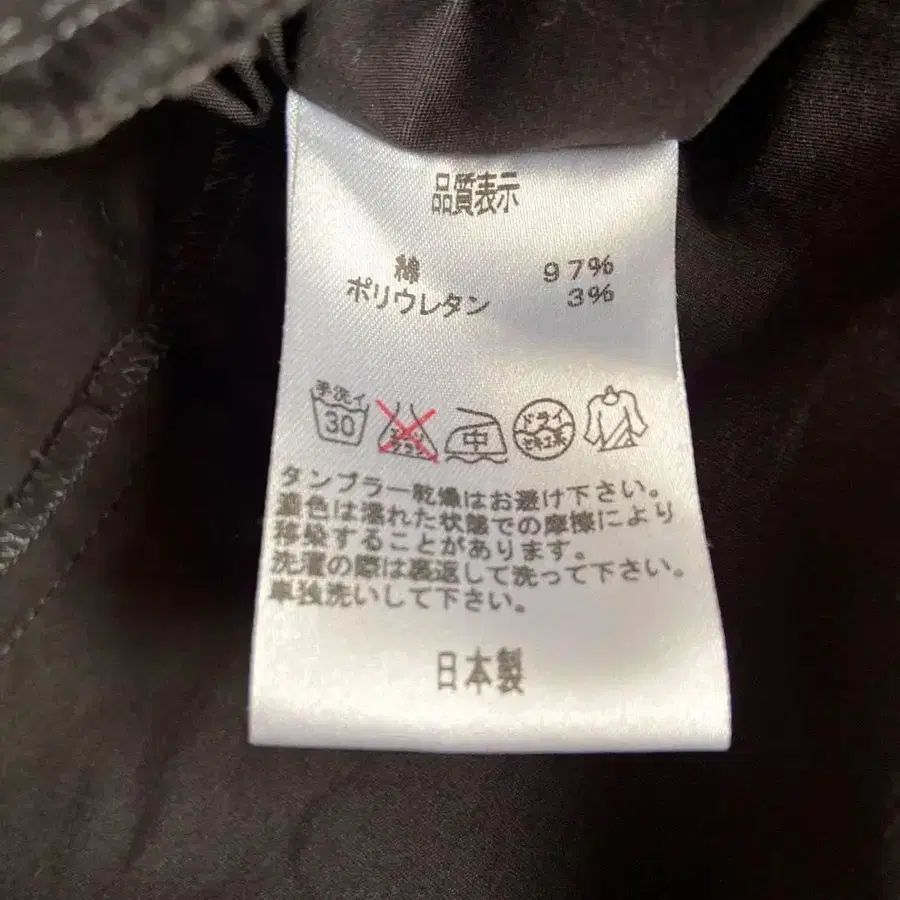 品質表示
綿 97%
ポリウレタン 3%
手洗イ 30 中 ドライ 石油系
タンブラー乾燥はお避け下さい。
濃色は濡れた状態での摩擦により
移染することがあります。
洗濯の際は裏返して洗って下さい。
単独洗いして下さい。
日本製